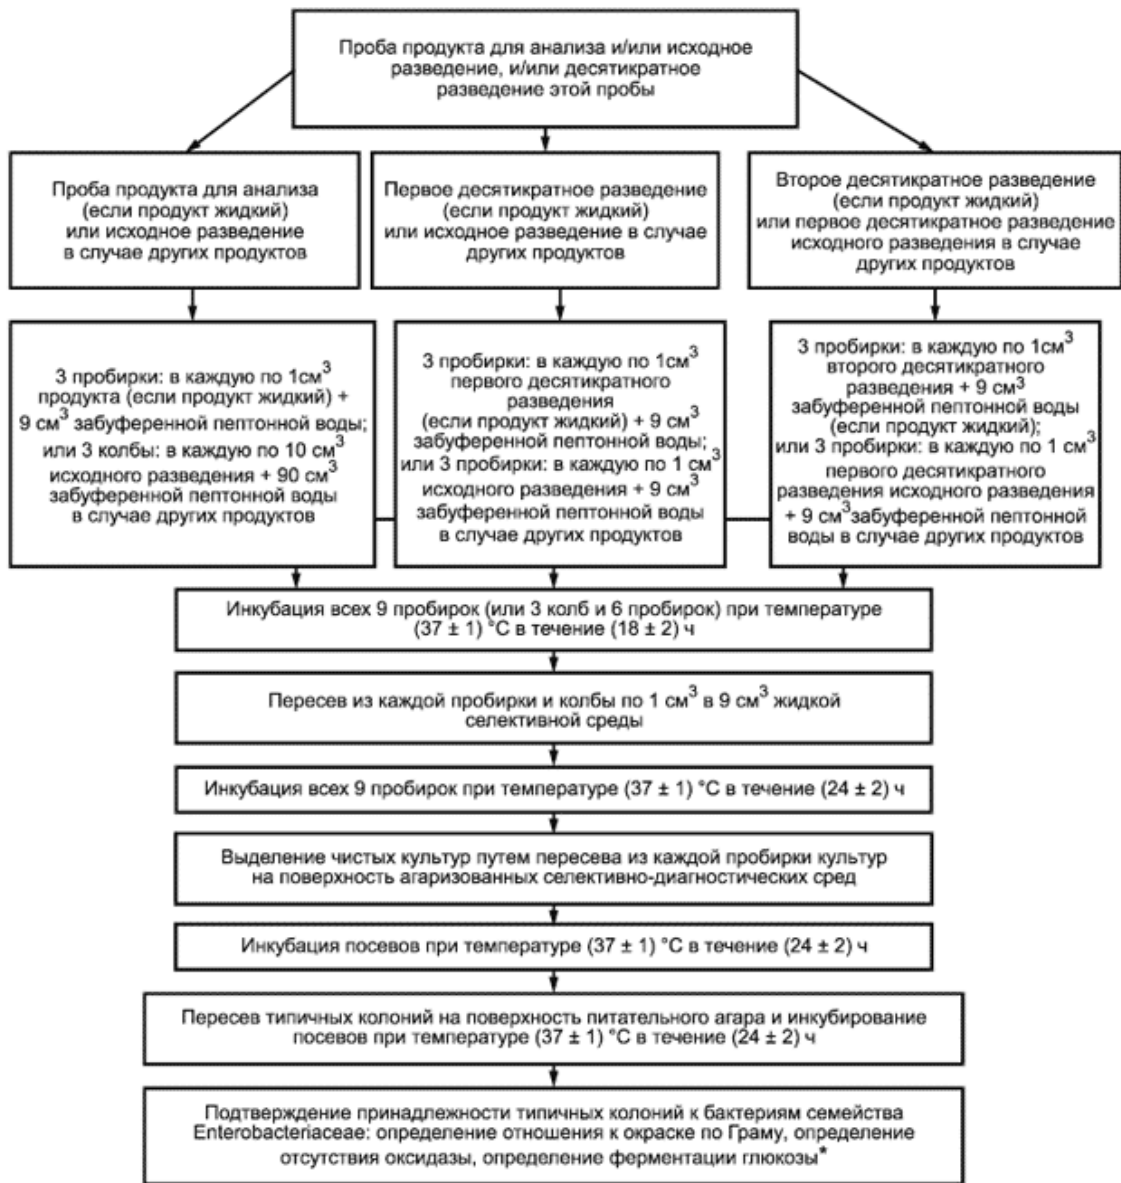 Проба продукта для анализа и/или исходное
разведение, и/или десятикратное
разведение этой пробы
Проба продукта для анализа
(если продукт жидкий)
или исходное разведение
в случае других продуктов
Первое десятикратное разведение
(если продукт жидкий)
или исходное разведение в случае
других продуктов
Второе десятикратное разведение
(если продукт жидкий)
или первое десятикратное разведение
исходного разведения в случае
других продуктов
3 пробирки: в каждую по 1см³
продукта (если продукт жидкий) +
9 см³ забуференной пептонной воды;
или 3 колбы: в каждую по 10 см³
исходного разведения + 90 см³
забуференной пептонной воды
в случае других продуктов
3 пробирки: в каждую по 1см³
первого десятикратного
разведения
(если продукт жидкий) + 9 см³
забуференной пептонной воды;
или 3 пробирки: в каждую по 1 см³
исходного разведения + 9 см³
забуференной пептонной воды
в случае других продуктов
3 пробирки: в каждую по 1см³
второго десятикратного
разведения + 9 см³
забуференной пептонной воды
(если продукт жидкий);
или 3 пробирки: в каждую по 1 см³
первого десятикратного
разведения исходного разведения
+ 9 см³забуференной пептонной
воды в случае других продуктов
Инкубация всех 9 пробирок (или 3 колб и 6 пробирок) при температуре
(37 ± 1) °С в течение (18 ± 2) ч
Пересев из каждой пробирки и колбы по 1 см³ в 9 см³ жидкой
селективной среды
Инкубация всех 9 пробирок при температуре (37 ± 1) °С в течение (24 ± 2) ч
Выделение чистых культур путем пересева из каждой пробирки культур
на поверхность агаризованных селективно-диагностических сред
Инкубация посевов при температуре (37 ± 1) °С в течение (24 ± 2) ч
Пересев типичных колоний на поверхность питательного агара и инкубирование
посевов при температуре (37 ± 1) °С в течение (24 ± 2) ч
Подтверждение принадлежности типичных колоний к бактериям семейства
Enterobacteriaceae: определение отношения к окраске по Граму, определение
отсутствия оксидазы, определение ферментации глюкозы*